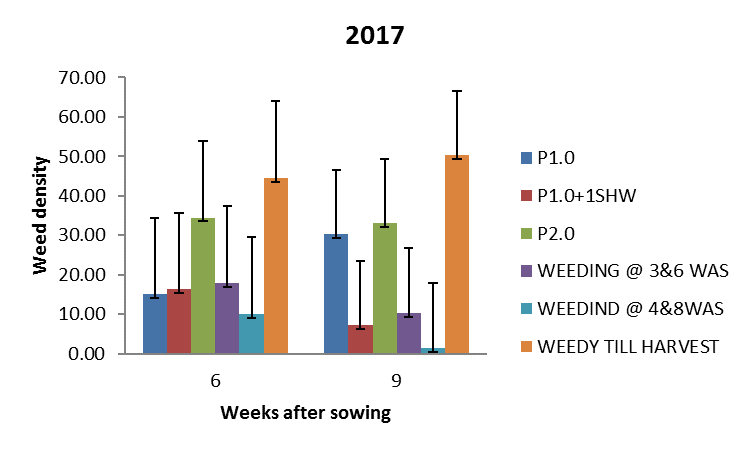 2017
70.00
60.00
50.00
40.00
30.00
20.00
10.00
0.00
Weed density
6
9
Weeks after sowing
P1.0
P1.0+1SHW
P2.0
WEEDING @ 3&6 WAS
WEEDIND @ 4&8WAS
WEEDY TILL HARVEST